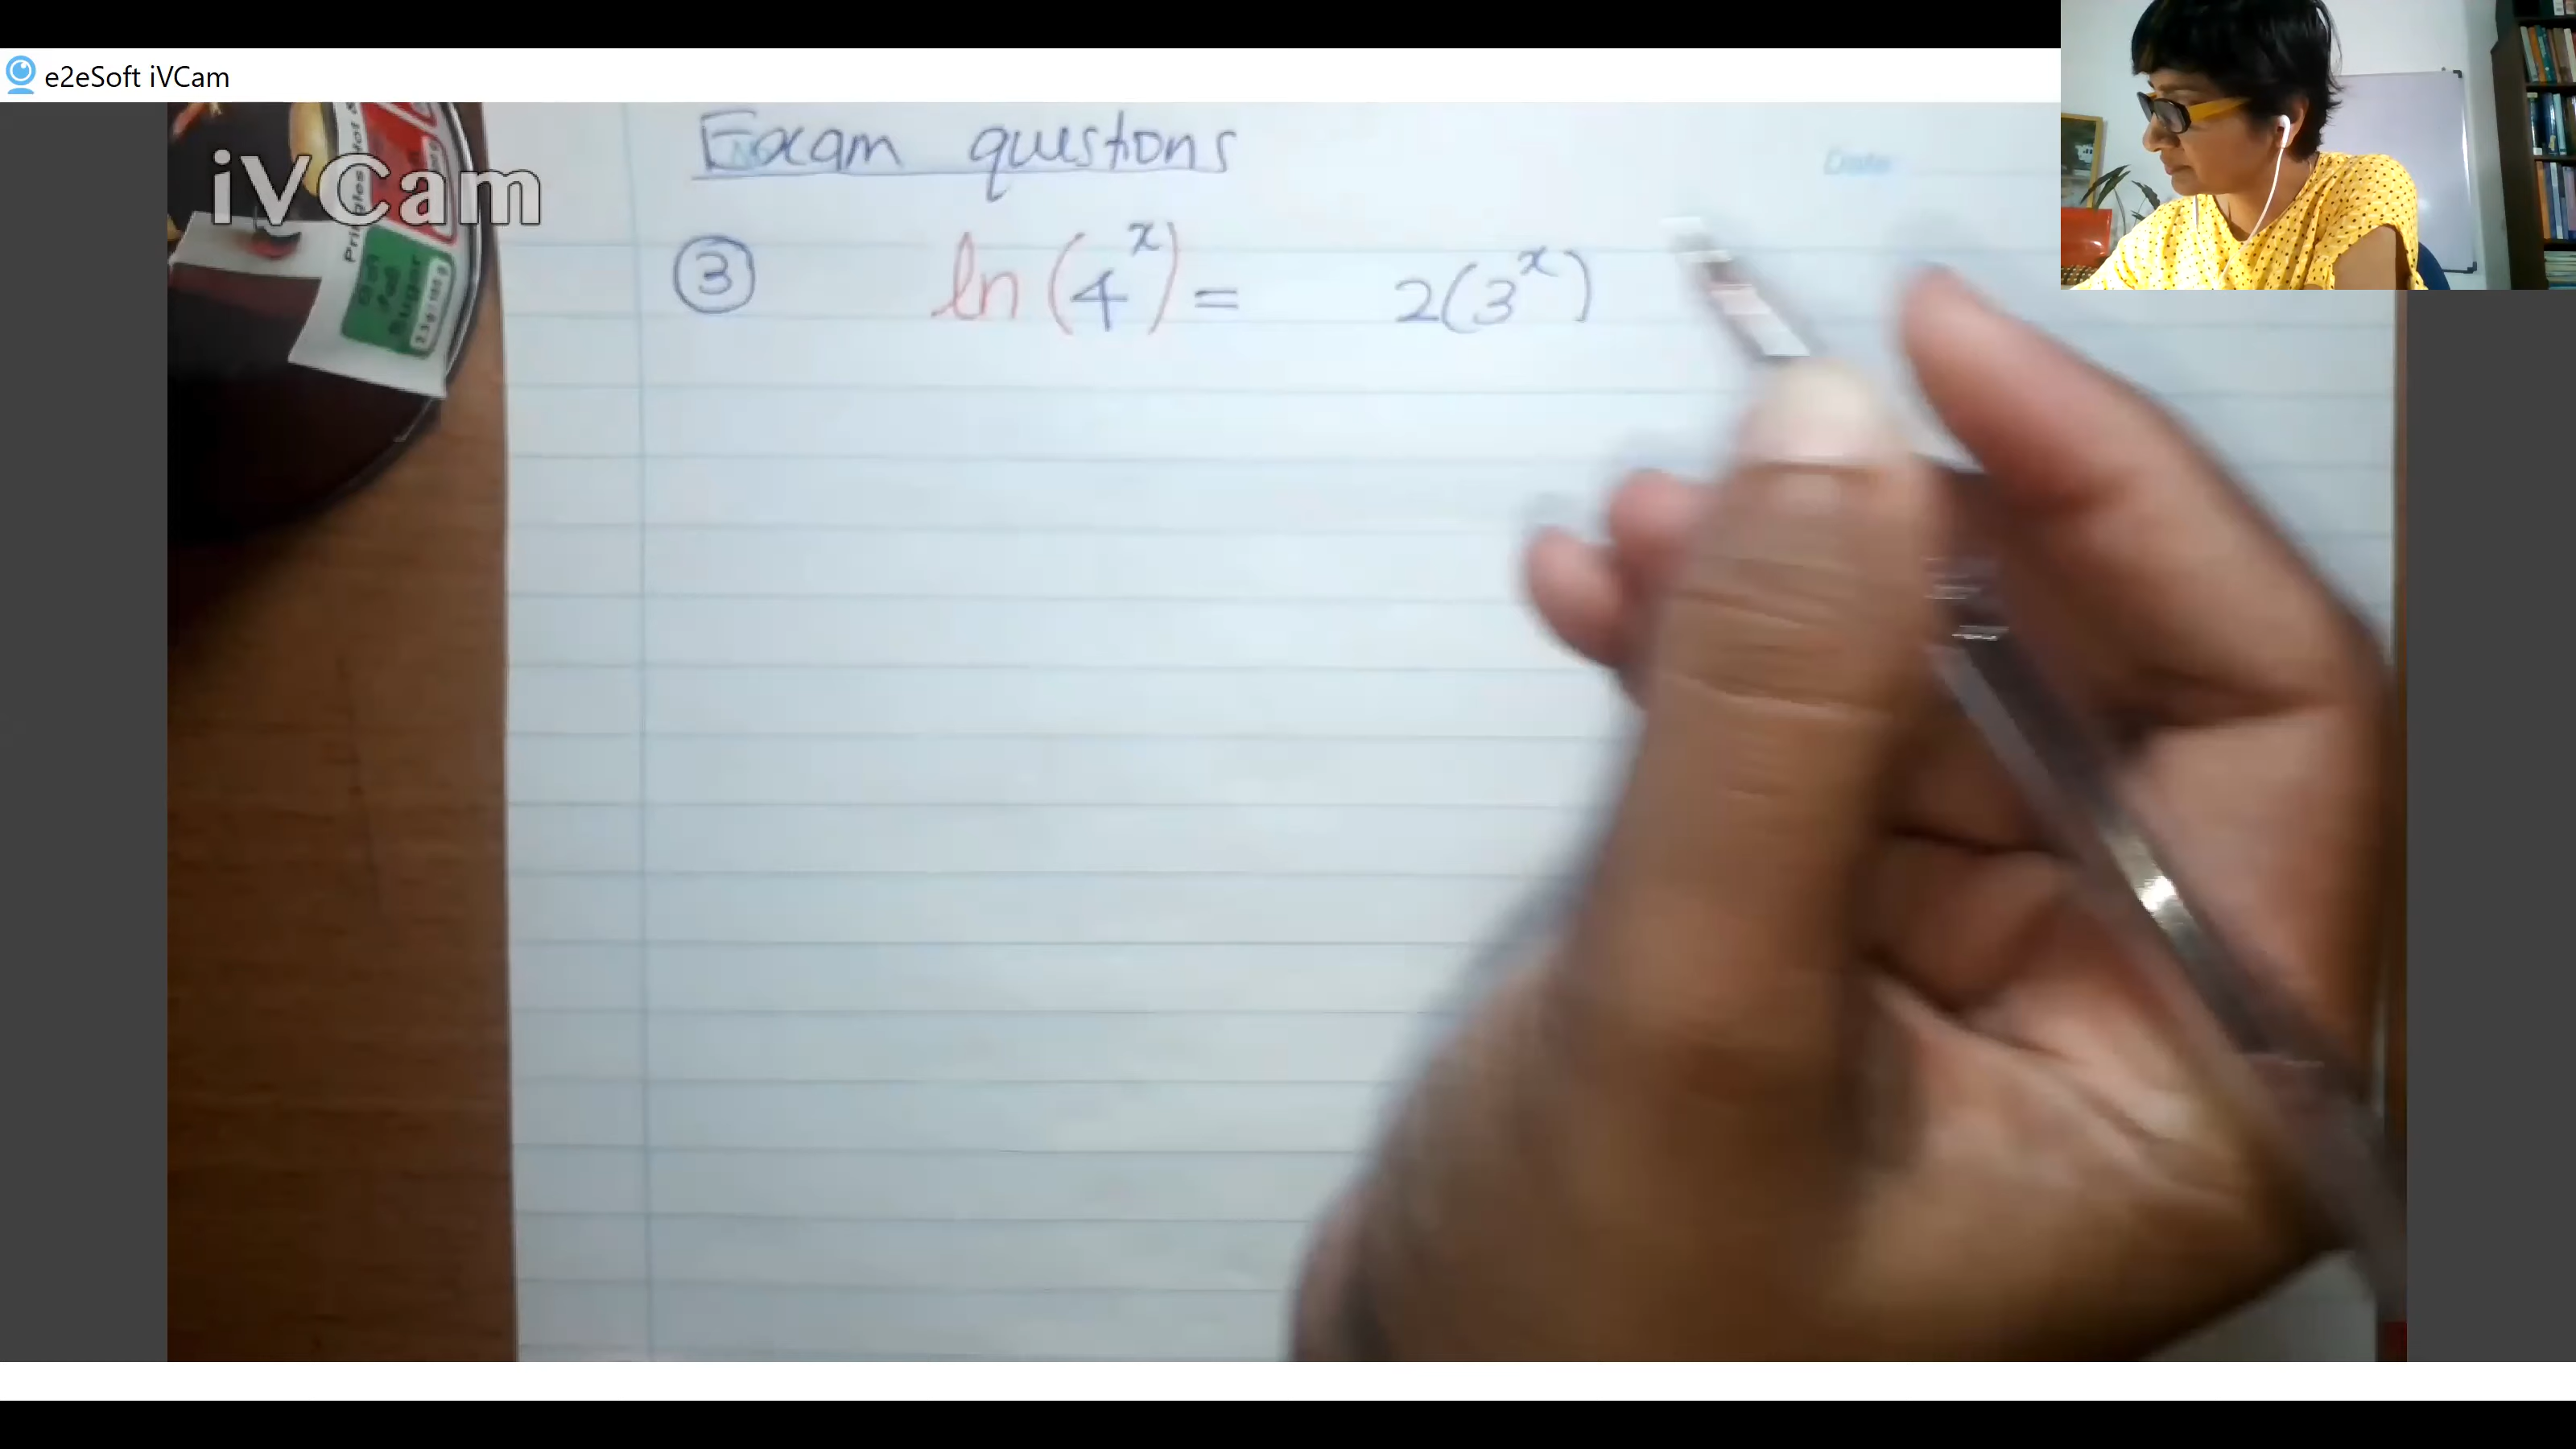 e2eSoft iVCam
iVCam
Exam questions
③ ln (4^x) = 2(3^x)